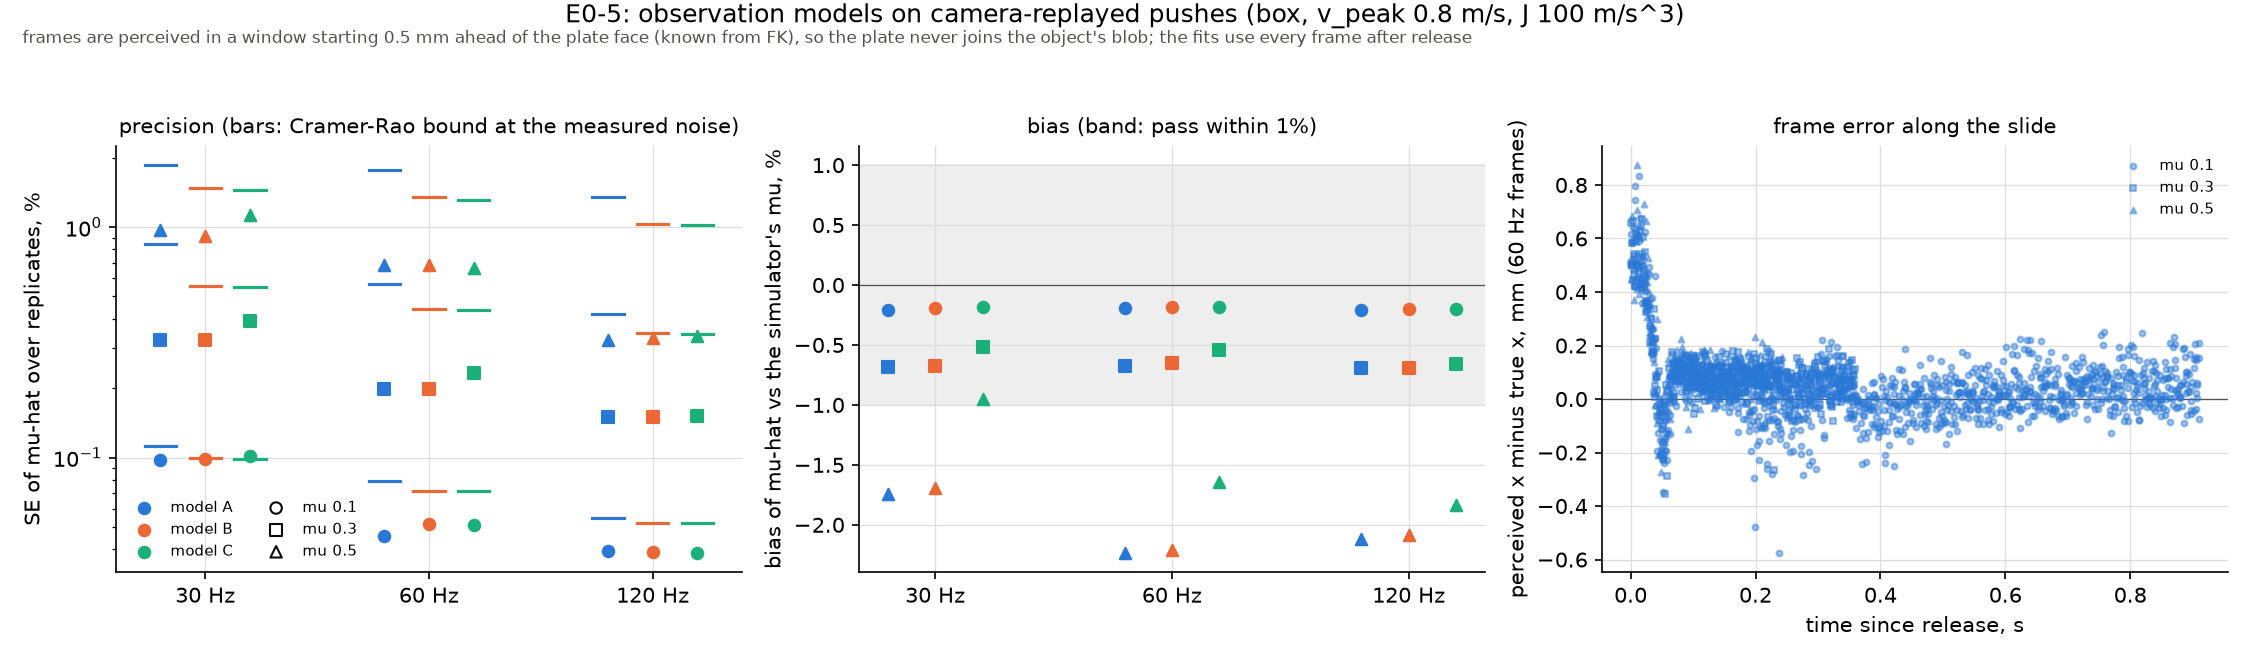 E0-5: observation models on camera-replayed pushes (box, v_peak 0.8 m/s, J 100 m/s^3)
frames are perceived in a window starting 0.5 mm ahead of the plate face (known from FK), so the plate never joins the object's blob; the fits use every frame after release
precision (bars: Cramer-Rao bound at the measured noise)
SE of mu-hat over replicates, %
10^0
10^−1
model A
model B
model C
mu 0.1
mu 0.3
mu 0.5
30 Hz
60 Hz
120 Hz
bias (band: pass within 1%)
bias of mu-hat vs the simulator's mu, %
1.0
0.5
0.0
−0.5
−1.0
−1.5
−2.0
30 Hz
60 Hz
120 Hz
frame error along the slide
perceived x minus true x, mm (60 Hz frames)
0.8
0.6
0.4
0.2
0.0
−0.2
−0.4
−0.6
mu 0.1
mu 0.3
mu 0.5
0.0
0.2
0.4
0.6
0.8
time since release, s